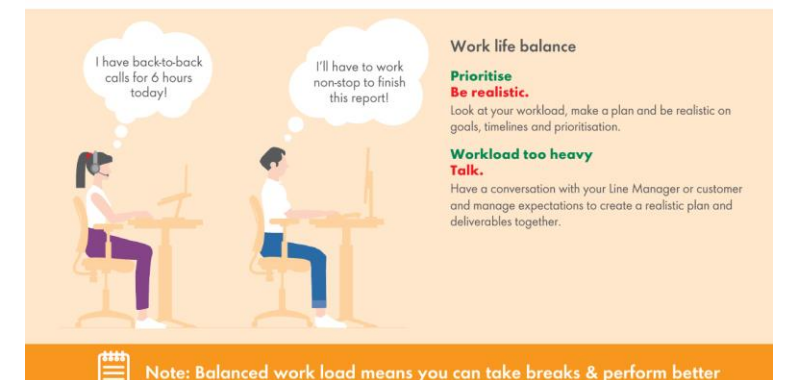 I have back-to-back
calls for 6 hours
today!
I'll have to work
non-stop to finish
this report!
Work life balance
Prioritise
Be realistic.
Look at your workload, make a plan and be realistic on
goals, timelines and prioritisation.
Workload too heavy
Talk.
Have a conversation with your Line Manager or customer
and manage expectations to create a realistic plan and
deliverables together.
Note: Balanced work load means you can take breaks & perform better